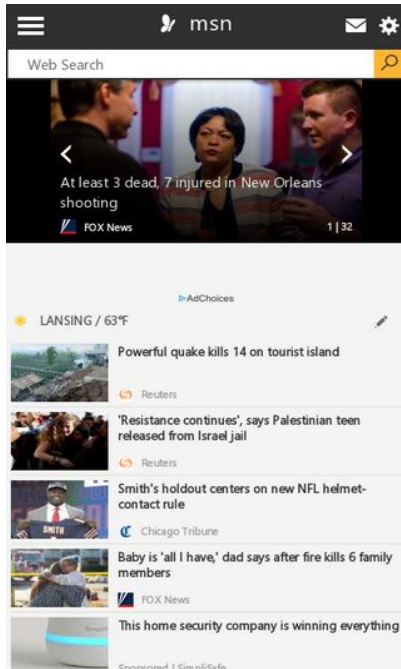 msn
Web Search
At least 3 dead, 7 injured in New Orleans
shooting
FOX News
1 | 32
AdChoices
LANSING / 63°F
Powerful quake kills 14 on tourist island
Reuters
'Resistance continues', says Palestinian teen
released from Israel jail
Reuters
Smith's holdout centers on new NFL helmet-
contact rule
SMITH
Chicago Tribune
Baby is 'all I have,' dad says after fire kills 6 family
members
FOX News
This home security company is winning everything
Sponsored | SimpliSafe